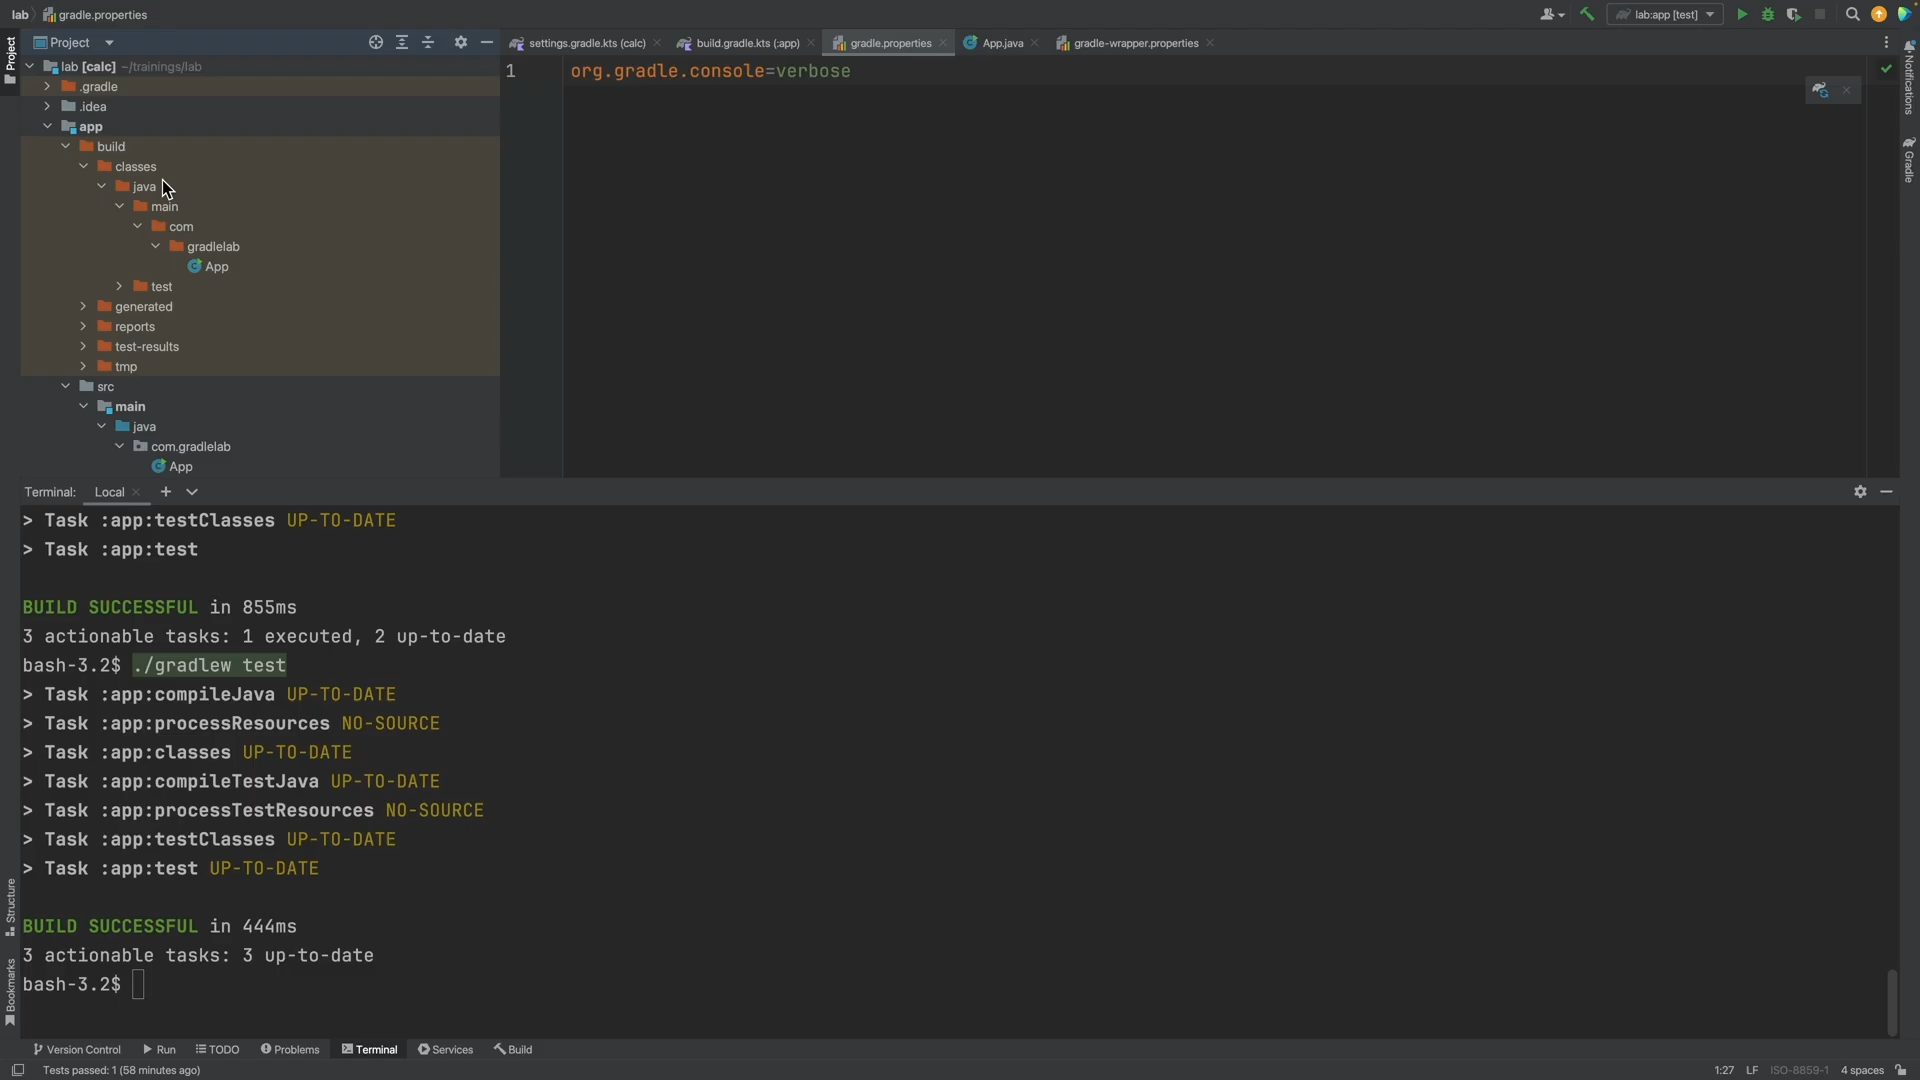 lab
gradle.properties
lab:app [test]
Project
settings.gradle.kts (calc)
build.gradle.kts (:app)
gradle.properties
App.java
gradle-wrapper.properties
Project
lab [calc] ~/trainings/lab
.gradle
.idea
app
build
classes
java
main
com
gradlelab
App
test
generated
reports
test-results
tmp
src
main
java
com.gradlelab
App
1
org.gradle.console=verbose
Notifications
Gradle
Terminal:
Local
> Task :app:testClasses UP-TO-DATE
> Task :app:test
BUILD SUCCESSFUL in 855ms
3 actionable tasks: 1 executed, 2 up-to-date
bash-3.2$ ./gradlew test
> Task :app:compileJava UP-TO-DATE
> Task :app:processResources NO-SOURCE
> Task :app:classes UP-TO-DATE
> Task :app:compileTestJava UP-TO-DATE
> Task :app:processTestResources NO-SOURCE
> Task :app:testClasses UP-TO-DATE
> Task :app:test UP-TO-DATE
BUILD SUCCESSFUL in 444ms
3 actionable tasks: 3 up-to-date
bash-3.2$
Structure
Bookmarks
Version Control
Run
TODO
Problems
Terminal
Services
Build
Tests passed: 1 (58 minutes ago)
1:27
LF
ISO-8859-1
4 spaces